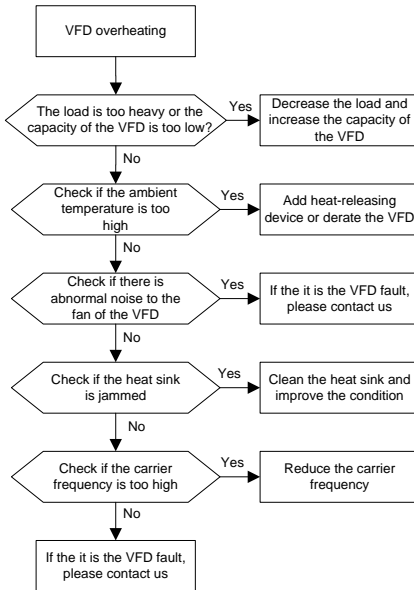 VFD overheating
The load is too heavy or the
capacity of the VFD is too low?
Yes
Decrease the load and
increase the capacity of
the VFD
No
Check if the ambient
temperature is too
high
Yes
Add heat-releasing
device or derate the VFD
No
Check if there is
abnormal noise to the
fan of the VFD
Yes
If the it is the VFD fault,
please contact us
No
Check if the heat sink
is jammed
Yes
Clean the heat sink and
improve the condition
No
Check if the carrier
frequency is too high
Yes
Reduce the carrier
frequency
No
If the it is the VFD fault,
please contact us